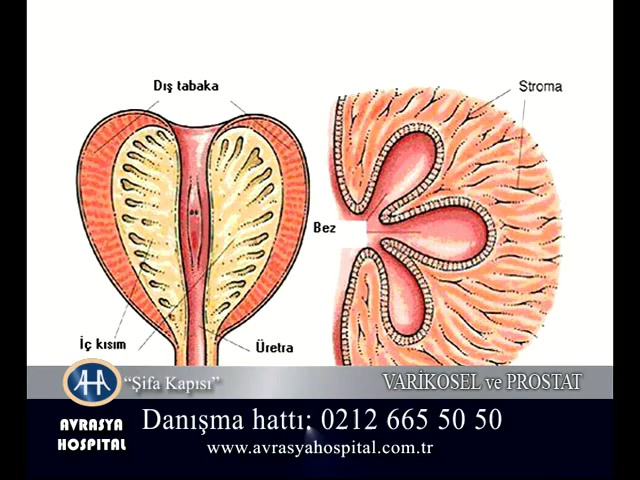 Dış tabaka
Stroma
Bez
İç kısım
Üretra
AHA
"Şifa Kapısı"
VARİKOSEL ve PROSTAT
AVRASYA
HOSPITAL
Danışma hattı: 0212 665 50 50
www.avrasyahospital.com.tr